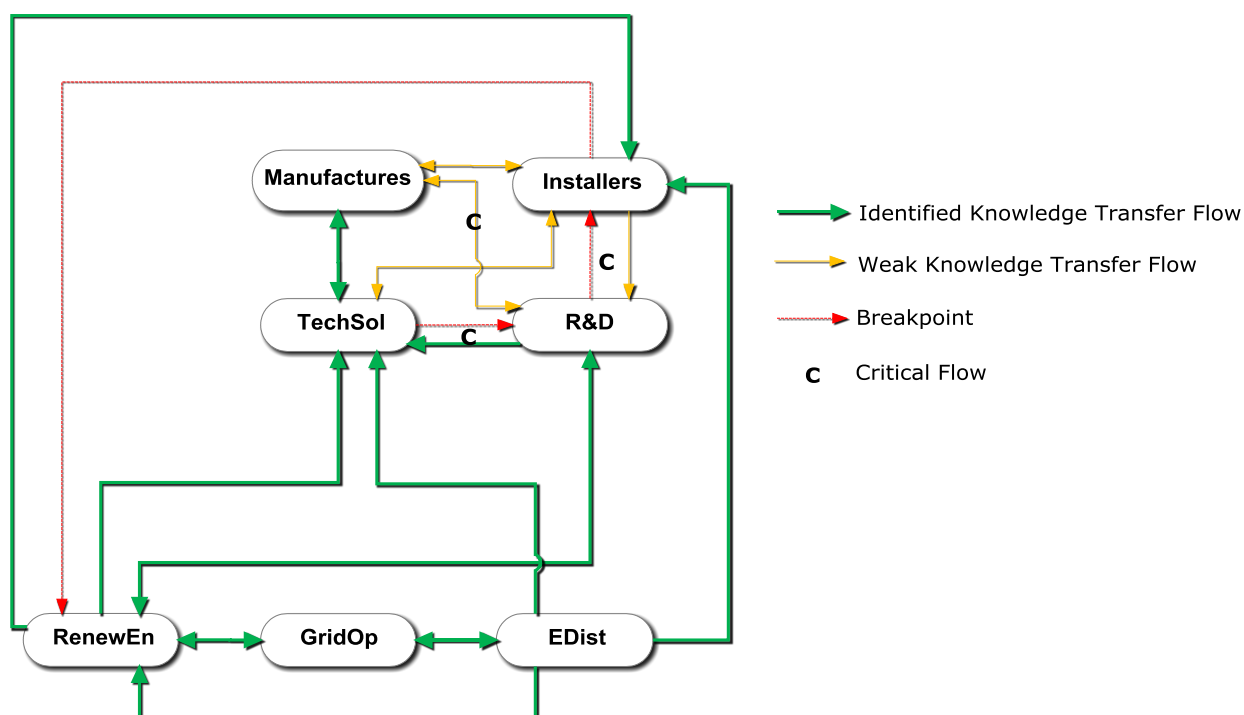 Manufactures
Installers
C
C
TechSol
R&D
C
RenewEn
GridOp
EDist
Identified Knowledge Transfer Flow
Weak Knowledge Transfer Flow
Breakpoint
C Critical Flow